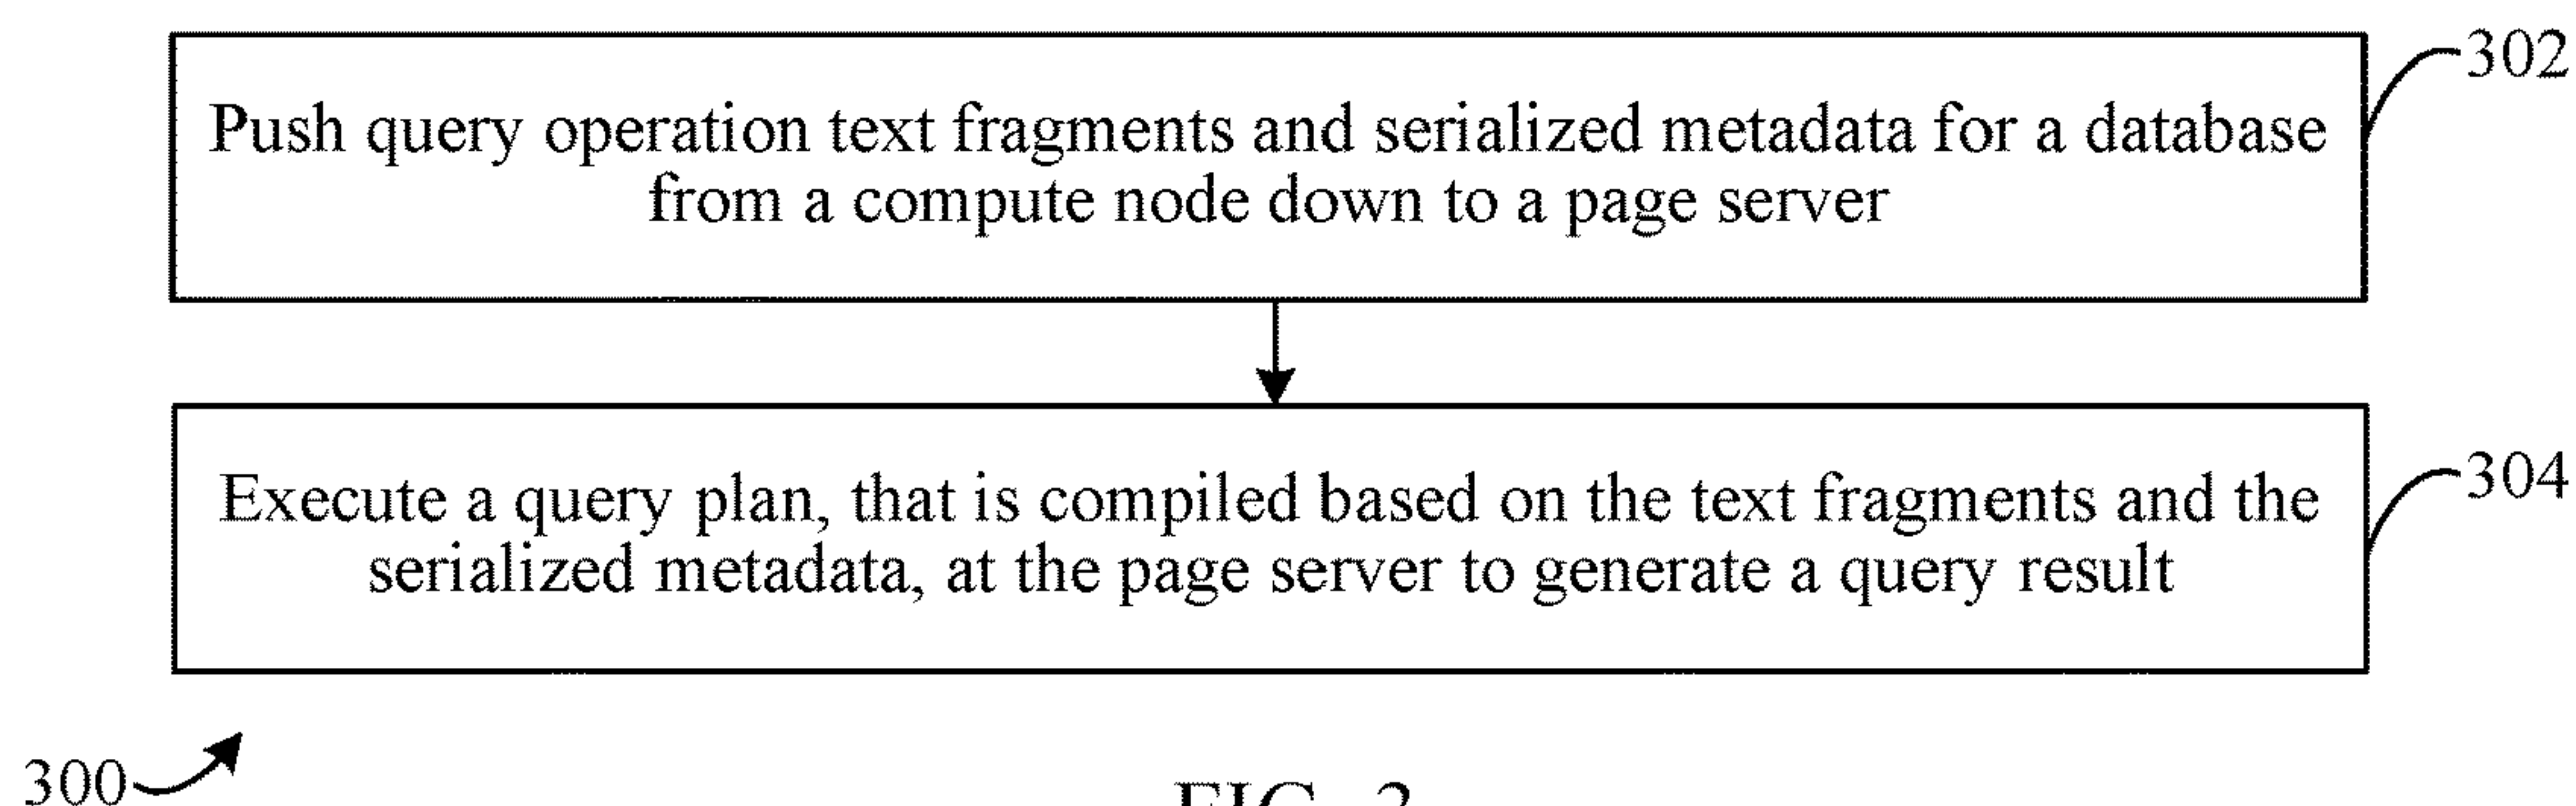 302
Push query operation text fragments and serialized metadata for a database
from a compute node down to a page server
304
Execute a query plan, that is compiled based on the text fragments and the
serialized metadata, at the page server to generate a query result
300